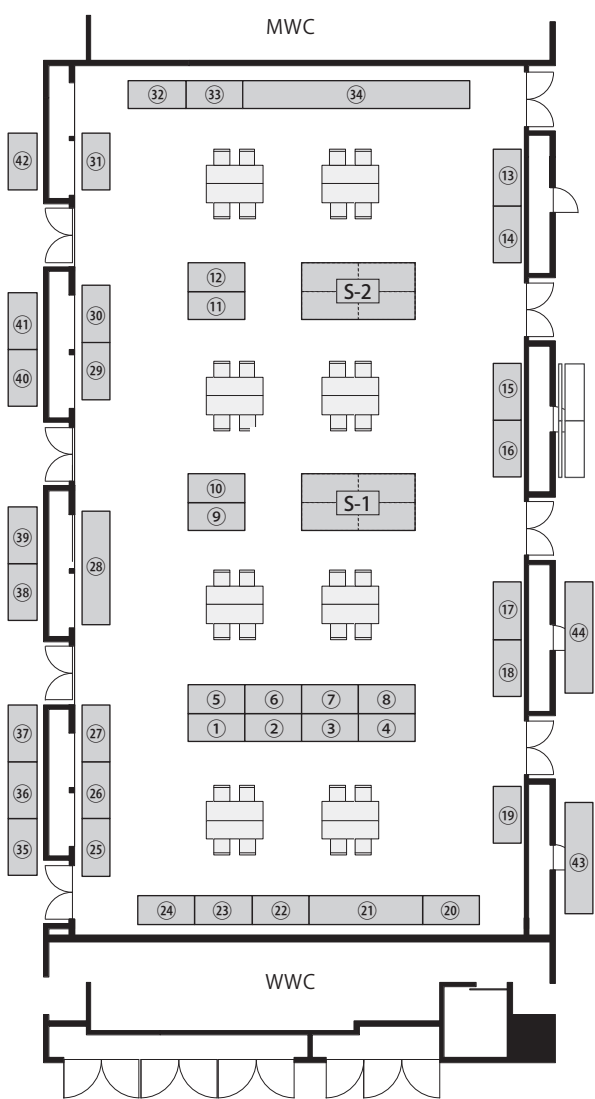 MWC
㉜ ㉝ ㉞
㊷ ㉛ ⑬
⑭
⑫ S-2
⑪
㊶ ㉚
㊵ ㉙ ⑮
⑯
⑩ S-1
⑨
㊴ ㉘
㊳ ⑰ ㊹
⑱
⑤ ⑥ ⑦ ⑧
① ② ③ ④
㊲ ㉗
㊱ ㉖ ⑲
㉟ ㉕ ㊸
㉔ ㉓ ㉒ ㉑ ⑳
WWC